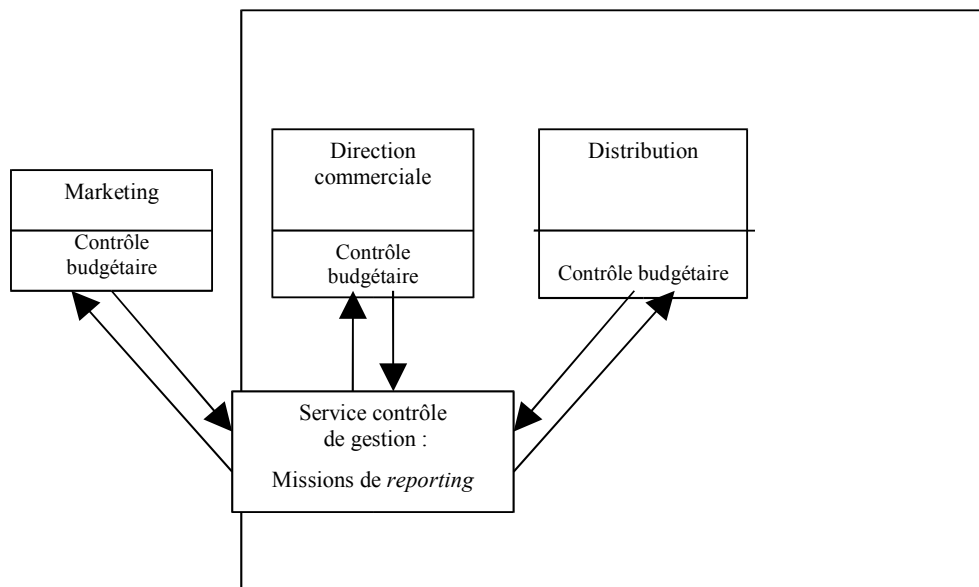 Marketing
Contrôle
budgétaire
Direction
commerciale
Contrôle
budgétaire
Distribution
Contrôle budgétaire
Service contrôle
de gestion :
Missions de reporting